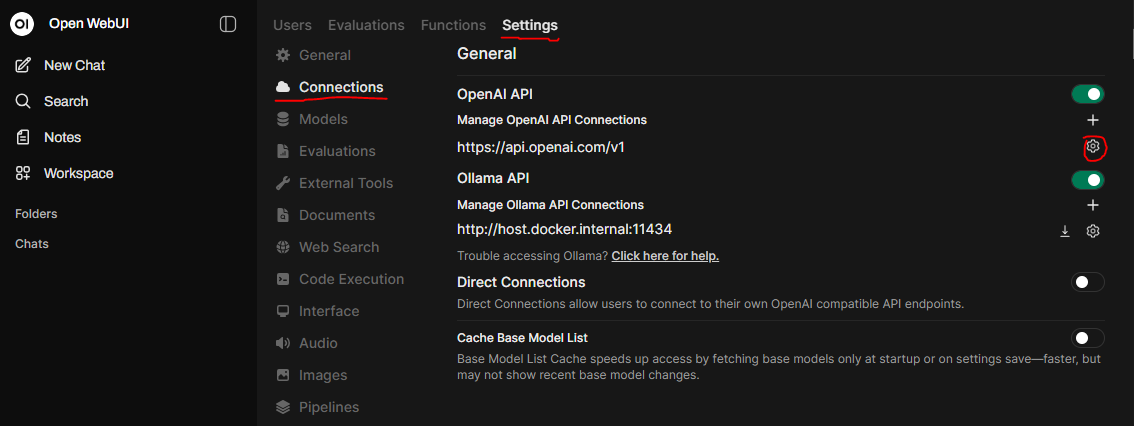 OI Open WebUI
New Chat
Search
Notes
Workspace
Folders
Chats
Users Evaluations Functions Settings
General
Connections
Models
Evaluations
External Tools
Documents
Web Search
Code Execution
Interface
Audio
Images
Pipelines
General
OpenAI API
Manage OpenAI API Connections
https://api.openai.com/v1
Ollama API
Manage Ollama API Connections
http://host.docker.internal:11434
Trouble accessing Ollama? Click here for help.
Direct Connections
Direct Connections allow users to connect to their own OpenAI compatible API endpoints.
Cache Base Model List
Base Model List Cache speeds up access by fetching base models only at startup or on settings save—faster, but
may not show recent base model changes.